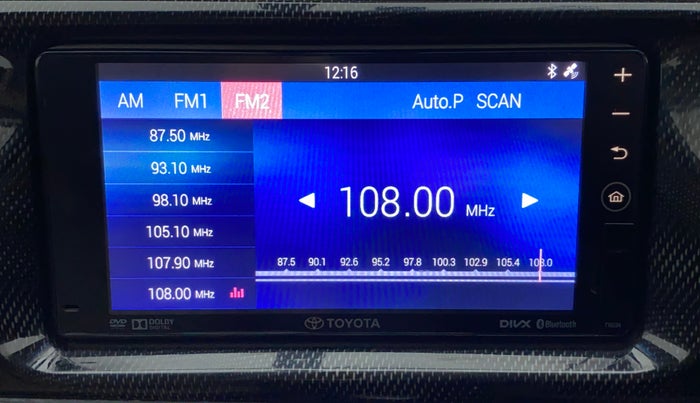 12:16
AM FM1 FM2 Auto.P SCAN
87.50 MHz
93.10 MHz
98.10 MHz
105.10 MHz
107.90 MHz
108.00 MHz
108.00 MHz
87.5 90.1 92.6 95.2 97.8 100.3 102.9 105.4 108.0
DVD DOLBY DIGITAL TOYOTA DIVX Bluetooth